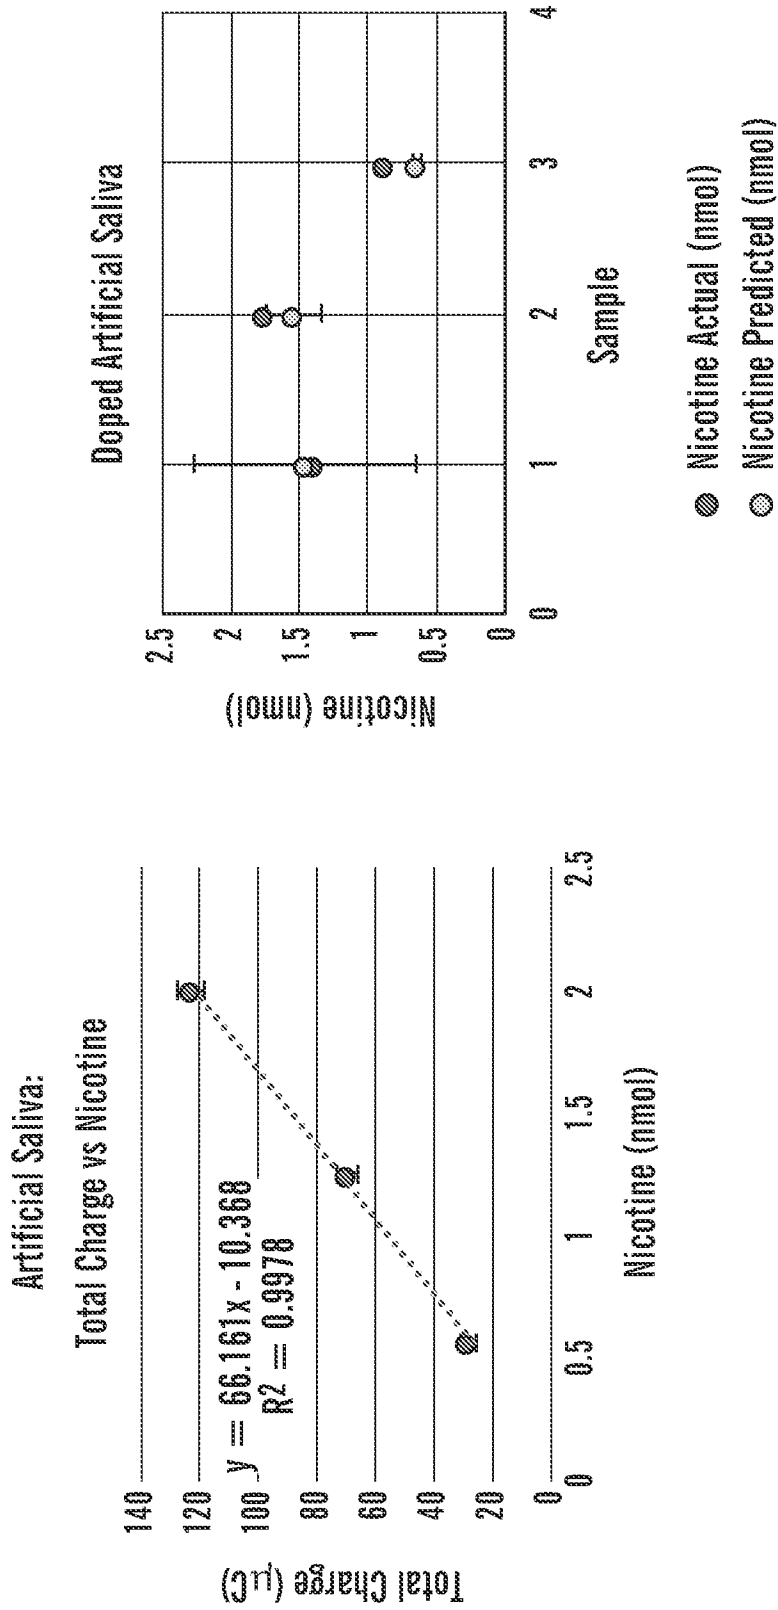 Artificial Saliva:
Total Charge vs Nicotine
140
120
100
80
60
40
20
0
y = 66.161x - 10.368
R² = 0.9978
0
0.5
1
1.5
2
2.5
Total Charge (µC)
Nicotine (nmol)
Doped Artificial Saliva
2.5
2
1.5
1
0.5
0
0
1
2
3
4
Nicotine (nmol)
Sample
Nicotine Actual (nmol)
Nicotine Predicted (nmol)